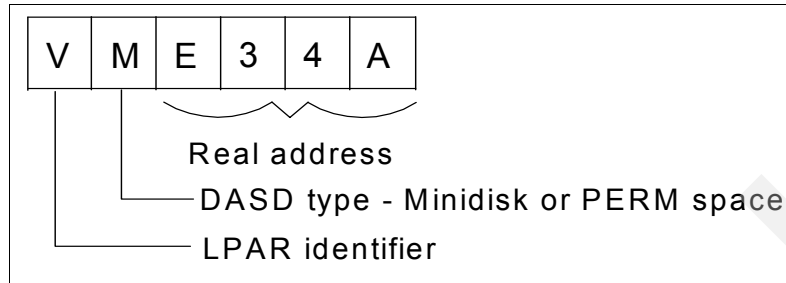 V M E 3 4 A
Real address
DASD type - Minidisk or PERM space
LPAR identifier